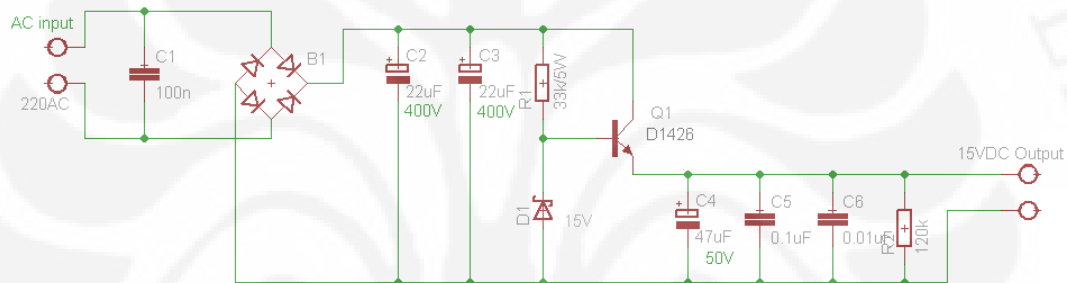 AC input
220AC
C1
100n
B1
C2
22uF
400V
C3
22uF
400V
R1
33k/5W
D1
15V
Q1
D1426
C4
47uF
50V
C5
0.1uF
C6
0.01uF
R2
120k
15VDC Output